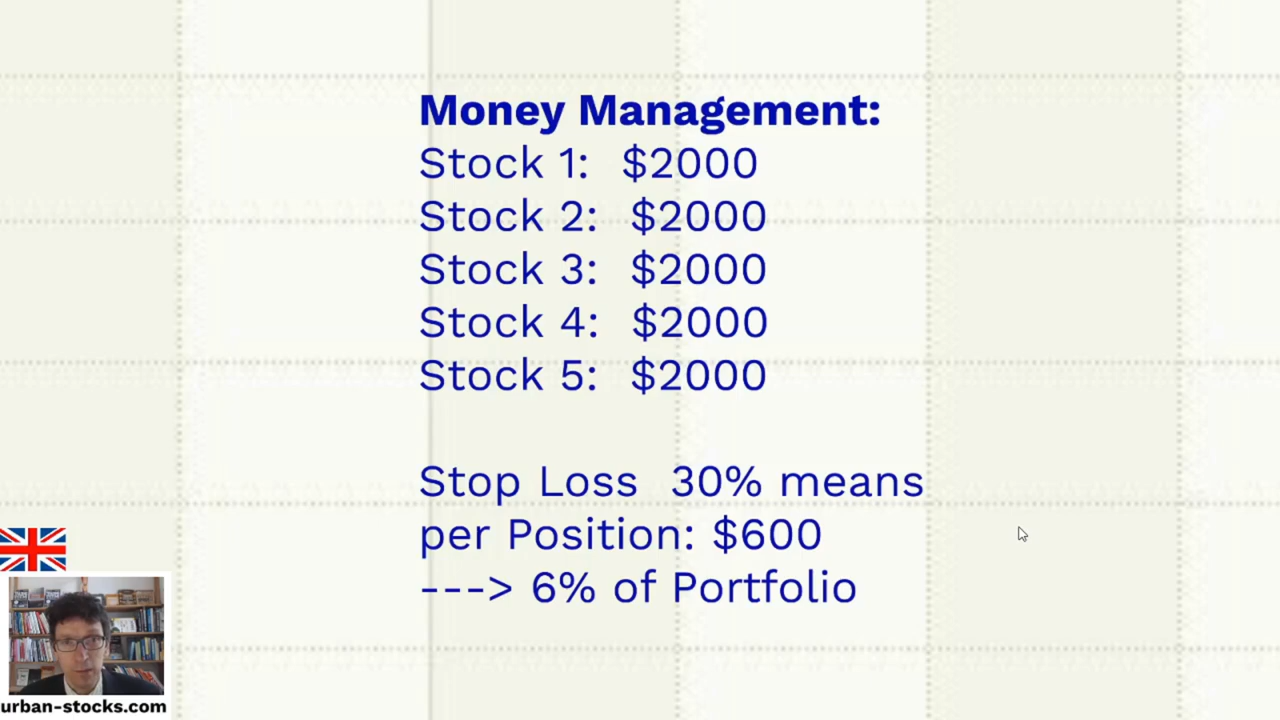 Money Management:
Stock 1: $2000
Stock 2: $2000
Stock 3: $2000
Stock 4: $2000
Stock 5: $2000
Stop Loss 30% means
per Position: $600
---> 6% of Portfolio
urban-stocks.com